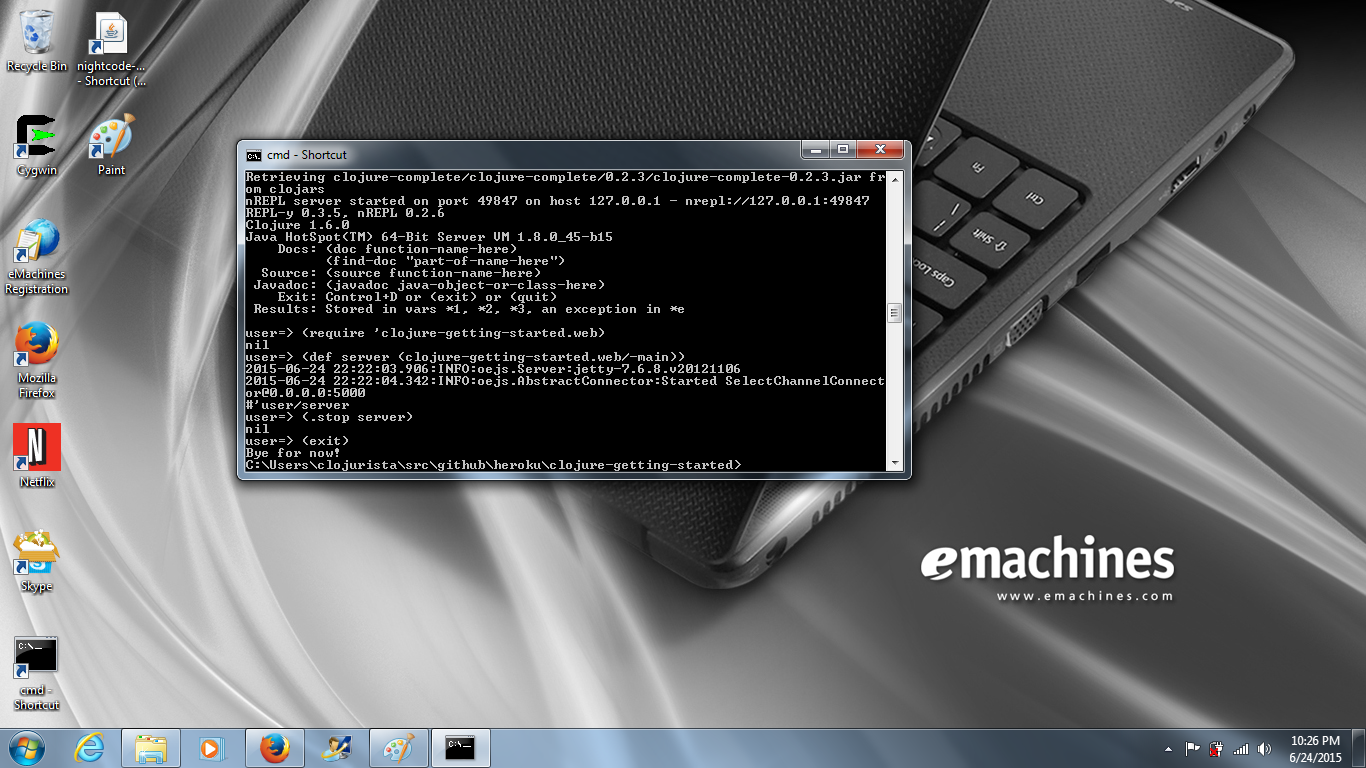 Recycle Bin
nightcode-...
- Shortcut (...
Cygwin
Paint
eMachines
Registration
Mozilla
Firefox
N
Netflix
S
Skype
C:\_
cmd -
Shortcut
C:\.
cmd - Shortcut
Retrieving clojure-complete/clojure-complete/0.2.3/clojure-complete-0.2.3.jar fr
om clojars
nREPL server started on port 49847 on host 127.0.0.1 - nrepl://127.0.0.1:49847
REPL-y 0.3.5, nREPL 0.2.6
Clojure 1.6.0
Java HotSpot(TM) 64-Bit Server VM 1.8.0_45-b15
    Docs: (doc function-name-here)
          (find-doc "part-of-name-here")
  Source: (source function-name-here)
 Javadoc: (javadoc java-object-or-class-here)
    Exit: Control+D or (exit) or (quit)
 Results: Stored in vars *1, *2, *3, an exception in *e
user=> (require 'clojure-getting-started.web)
nil
user=> (def server (clojure-getting-started.web/-main))
2015-06-24 22:22:03.906:INFO:oejs.Server:jetty-7.6.8.v20121106
2015-06-24 22:22:04.342:INFO:oejs.AbstractConnector:Started SelectChannelConnect
or@0.0.0.0:5000
#'user/server
user=> (.stop server)
nil
user=> (exit)
Bye for now!
C:\Users\clojurista\src\github\heroku\clojure-getting-started>
Fn
Ctrl
Shift
Caps Lock
emachines
www.emachines.com
C:\_
10:26 PM
6/24/2015